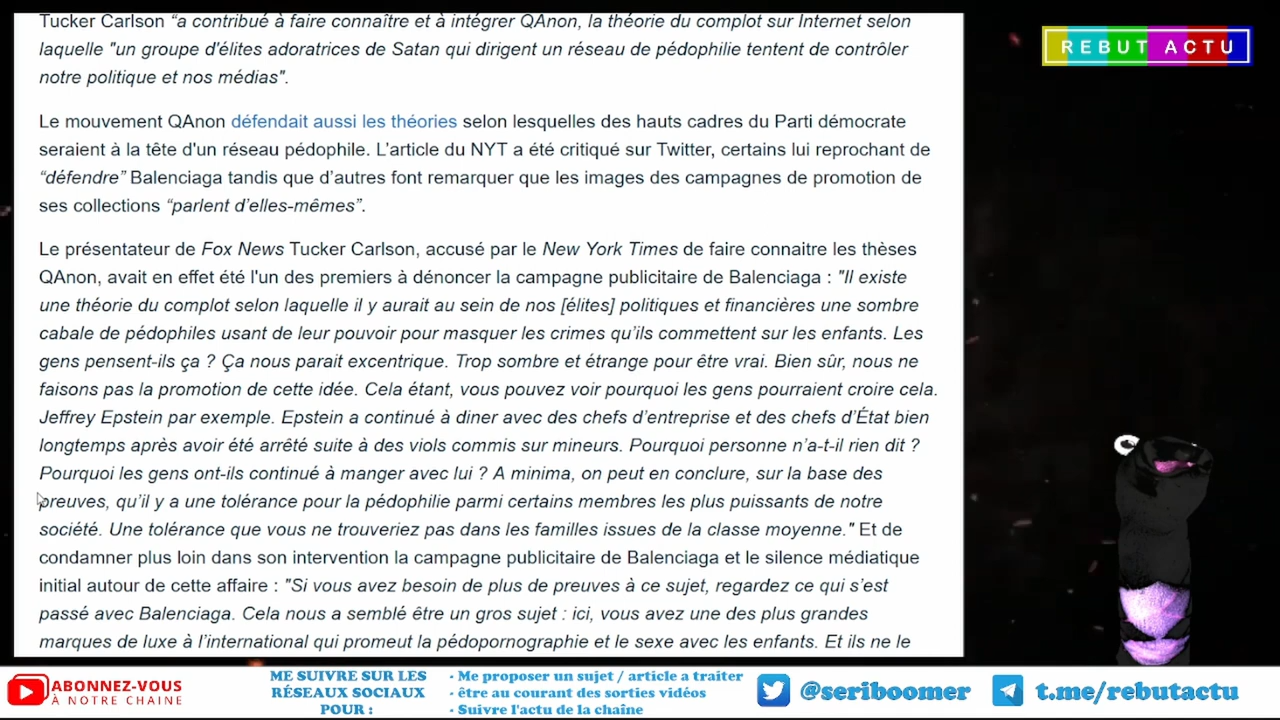 Tucker Carlson “a contribué à faire connaître et à intégrer QAnon, la théorie du complot sur Internet selon
laquelle "un groupe d'élites adoratrices de Satan qui dirigent un réseau de pédophilie tentent de contrôler
notre politique et nos médias".
Le mouvement QAnon défendait aussi les théories selon lesquelles des hauts cadres du Parti démocrate
seraient à la tête d'un réseau pédophile. L’article du NYT a été critiqué sur Twitter, certains lui reprochant de
“défendre” Balenciaga tandis que d’autres font remarquer que les images des campagnes de promotion de
ses collections “parlent d’elles-mêmes”.
Le présentateur de Fox News Tucker Carlson, accusé par le New York Times de faire connaitre les thèses
QAnon, avait en effet été l'un des premiers à dénoncer la campagne publicitaire de Balenciaga : "Il existe
une théorie du complot selon laquelle il y aurait au sein de nos [élites] politiques et financières une sombre
cabale de pédophiles usant de leur pouvoir pour masquer les crimes qu’ils commettent sur les enfants. Les
gens pensent-ils ça ? Ça nous parait excentrique. Trop sombre et étrange pour être vrai. Bien sûr, nous ne
faisons pas la promotion de cette idée. Cela étant, vous pouvez voir pourquoi les gens pourraient croire cela.
Jeffrey Epstein par exemple. Epstein a continué à diner avec des chefs d’entreprise et des chefs d’État bien
longtemps après avoir été arrêté suite à des viols commis sur mineurs. Pourquoi personne n’a-t-il rien dit ?
Pourquoi les gens ont-ils continué à manger avec lui ? A minima, on peut en conclure, sur la base des
preuves, qu’il y a une tolérance pour la pédophilie parmi certains membres les plus puissants de notre
société. Une tolérance que vous ne trouveriez pas dans les familles issues de la classe moyenne." Et de
condamner plus loin dans son intervention la campagne publicitaire de Balenciaga et le silence médiatique
initial autour de cette affaire : "Si vous avez besoin de plus de preuves à ce sujet, regardez ce qui s’est
passé avec Balenciaga. Cela nous a semblé être un gros sujet : ici, vous avez une des plus grandes
marques de luxe à l’international qui promeut la pédopornographie et le sexe avec les enfants. Et ils ne le
REBUT ACTU
ABONNEZ-VOUS
À NOTRE CHAINE
ME SUIVRE SUR LES
RÉSEAUX SOCIAUX
POUR :
- Me proposer un sujet / article a traiter
- être au courant des sorties vidéos
- Suivre l'actu de la chaîne
@seriboomer
t.me/rebutactu